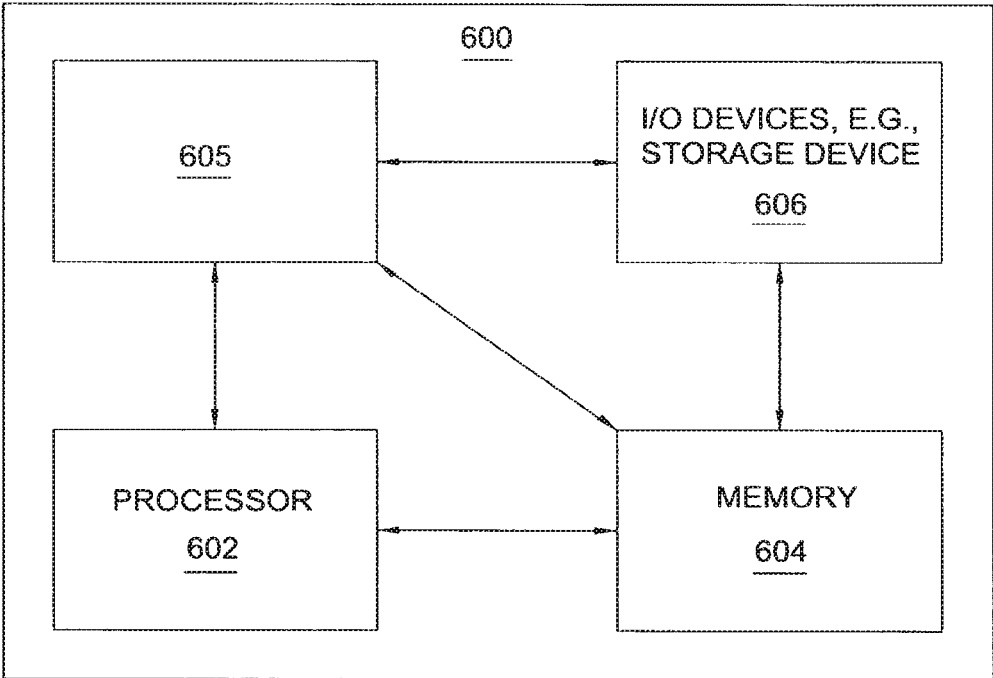 600
605
I/O DEVICES, E.G.,
STORAGE DEVICE
606
PROCESSOR
602
MEMORY
604